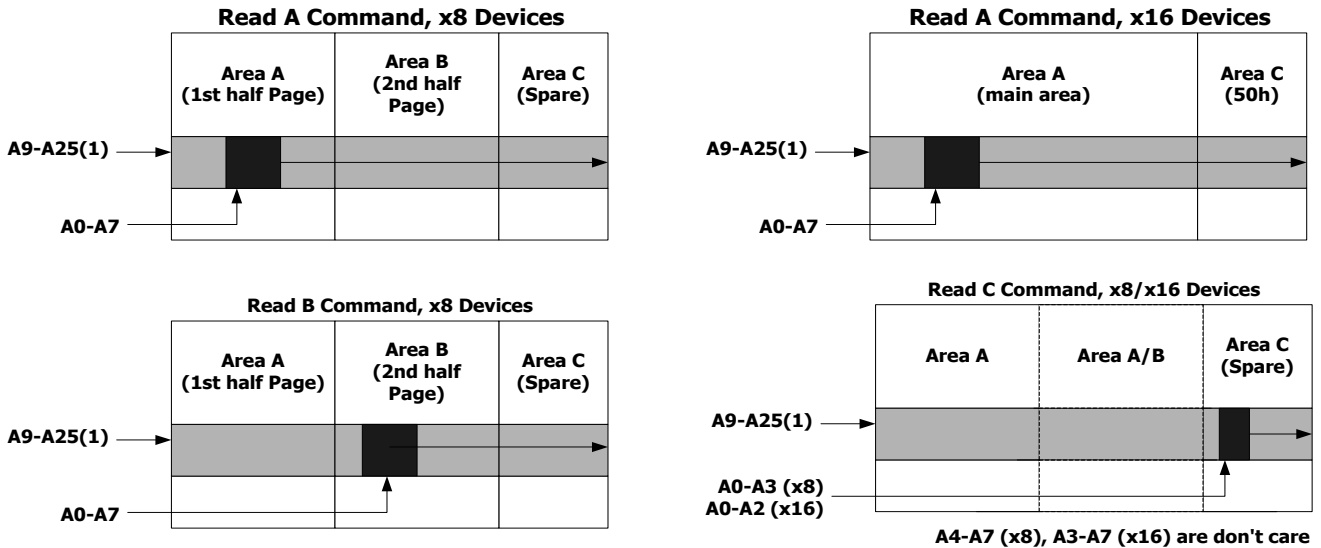 Read A Command, x8 Devices
Area A
(1st half Page)
Area B
(2nd half
Page)
Area C
(Spare)
A9-A25(1)
A0-A7
Read A Command, x16 Devices
Area A
(main area)
Area C
(50h)
A9-A25(1)
A0-A7
Read B Command, x8 Devices
Area A
(1st half Page)
Area B
(2nd half
Page)
Area C
(Spare)
A9-A25(1)
A0-A7
Read C Command, x8/x16 Devices
Area A
Area A/B
Area C
(Spare)
A9-A25(1)
A0-A3 (x8)
A0-A2 (x16)
A4-A7 (x8), A3-A7 (x16) are don't care